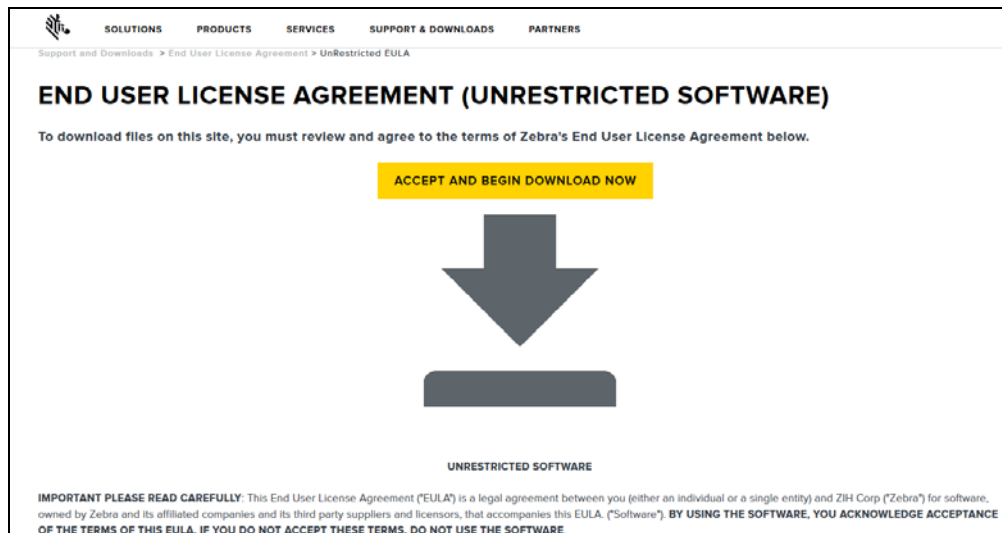 SOLUTIONS PRODUCTS SERVICES SUPPORT & DOWNLOADS PARTNERS
Support and Downloads > End User License Agreement > UnRestricted EULA
END USER LICENSE AGREEMENT (UNRESTRICTED SOFTWARE)
To download files on this site, you must review and agree to the terms of Zebra's End User License Agreement below.
ACCEPT AND BEGIN DOWNLOAD NOW
UNRESTRICTED SOFTWARE
IMPORTANT PLEASE READ CAREFULLY: This End User License Agreement ("EULA") is a legal agreement between you (either an individual or a single entity) and ZIH Corp ("Zebra") for software,
owned by Zebra and its affiliated companies and its third party suppliers and licensors, that accompanies this EULA. ("Software"). BY USING THE SOFTWARE, YOU ACKNOWLEDGE ACCEPTANCE
OF THE TERMS OF THIS EULA. IF YOU DO NOT ACCEPT THESE TERMS, DO NOT USE THE SOFTWARE.